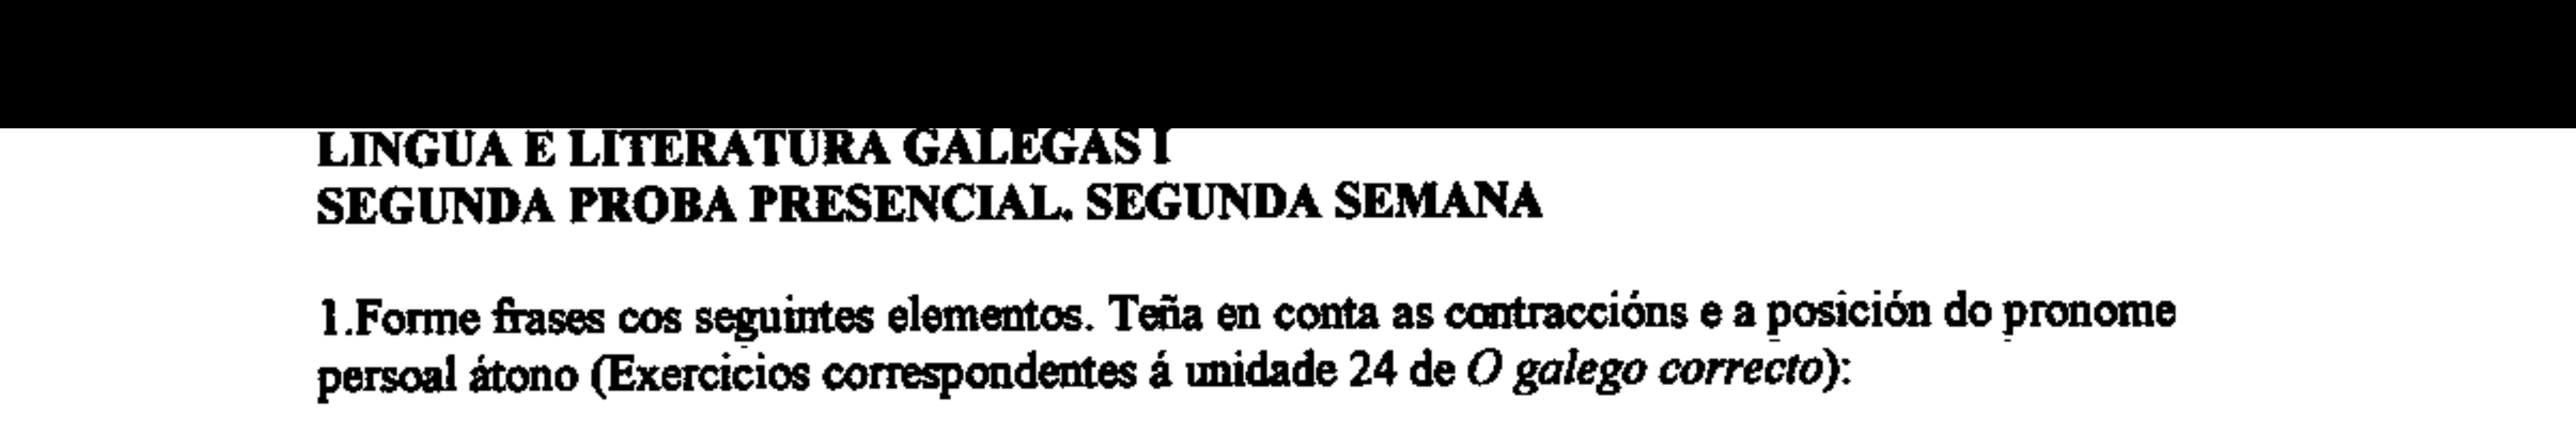 LINGUA E LITERATURA GALEGAS I
SEGUNDA PROBA PRESENCIAL. SEGUNDA SEMANA
1.Forme frases cos seguintes elementos. Teña en conta as contraccións e a posición do pronome
persoal átono (Exercicios correspondentes á unidade 24 de O galego correcto):